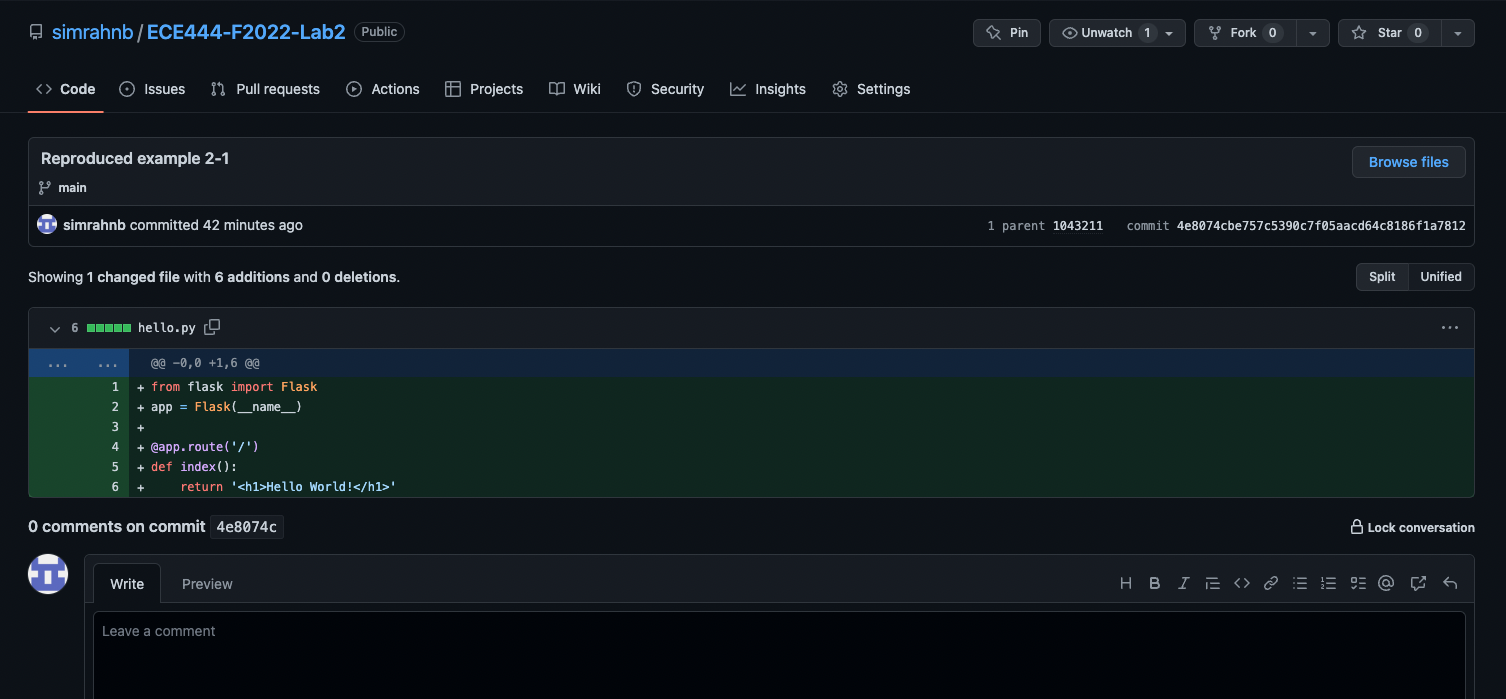 simrahnb / ECE444-F2022-Lab2 Public Pin Unwatch 1 Fork 0 Star 0
Code Issues Pull requests Actions Projects Wiki Security Insights Settings
Reproduced example 2-1
Browse files
main
simrahnb committed 42 minutes ago 1 parent 1043211 commit 4e8074cbe757c5390c7f05aacd64c8186f1a7812
Showing 1 changed file with 6 additions and 0 deletions. Split Unified
6 hello.py ...
... ... @@ -0,0 +1,6 @@
1 + from flask import Flask
2 + app = Flask(__name__)
3 +
4 + @app.route('/')
5 + def index():
6 +     return '<h1>Hello World!</h1>'
0 comments on commit 4e8074c Lock conversation
Write Preview
Leave a comment